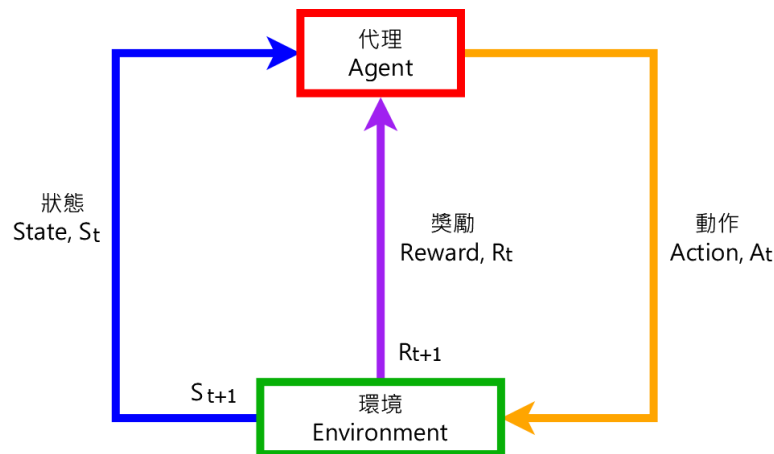 代理
Agent
狀態
State, St
獎勵
Reward, Rt
動作
Action, At
Rt+1
St+1
環境
Environment